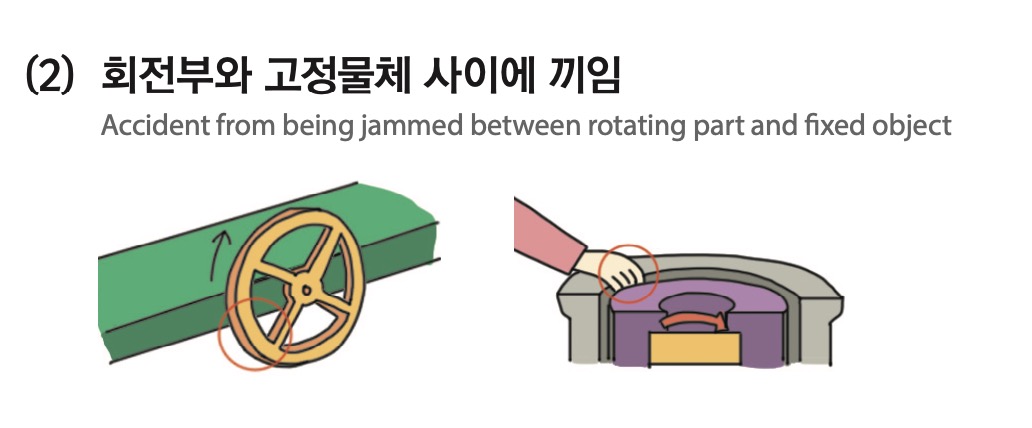 (2) 회전부와 고정물체 사이에 끼임
Accident from being jammed between rotating part and fixed object